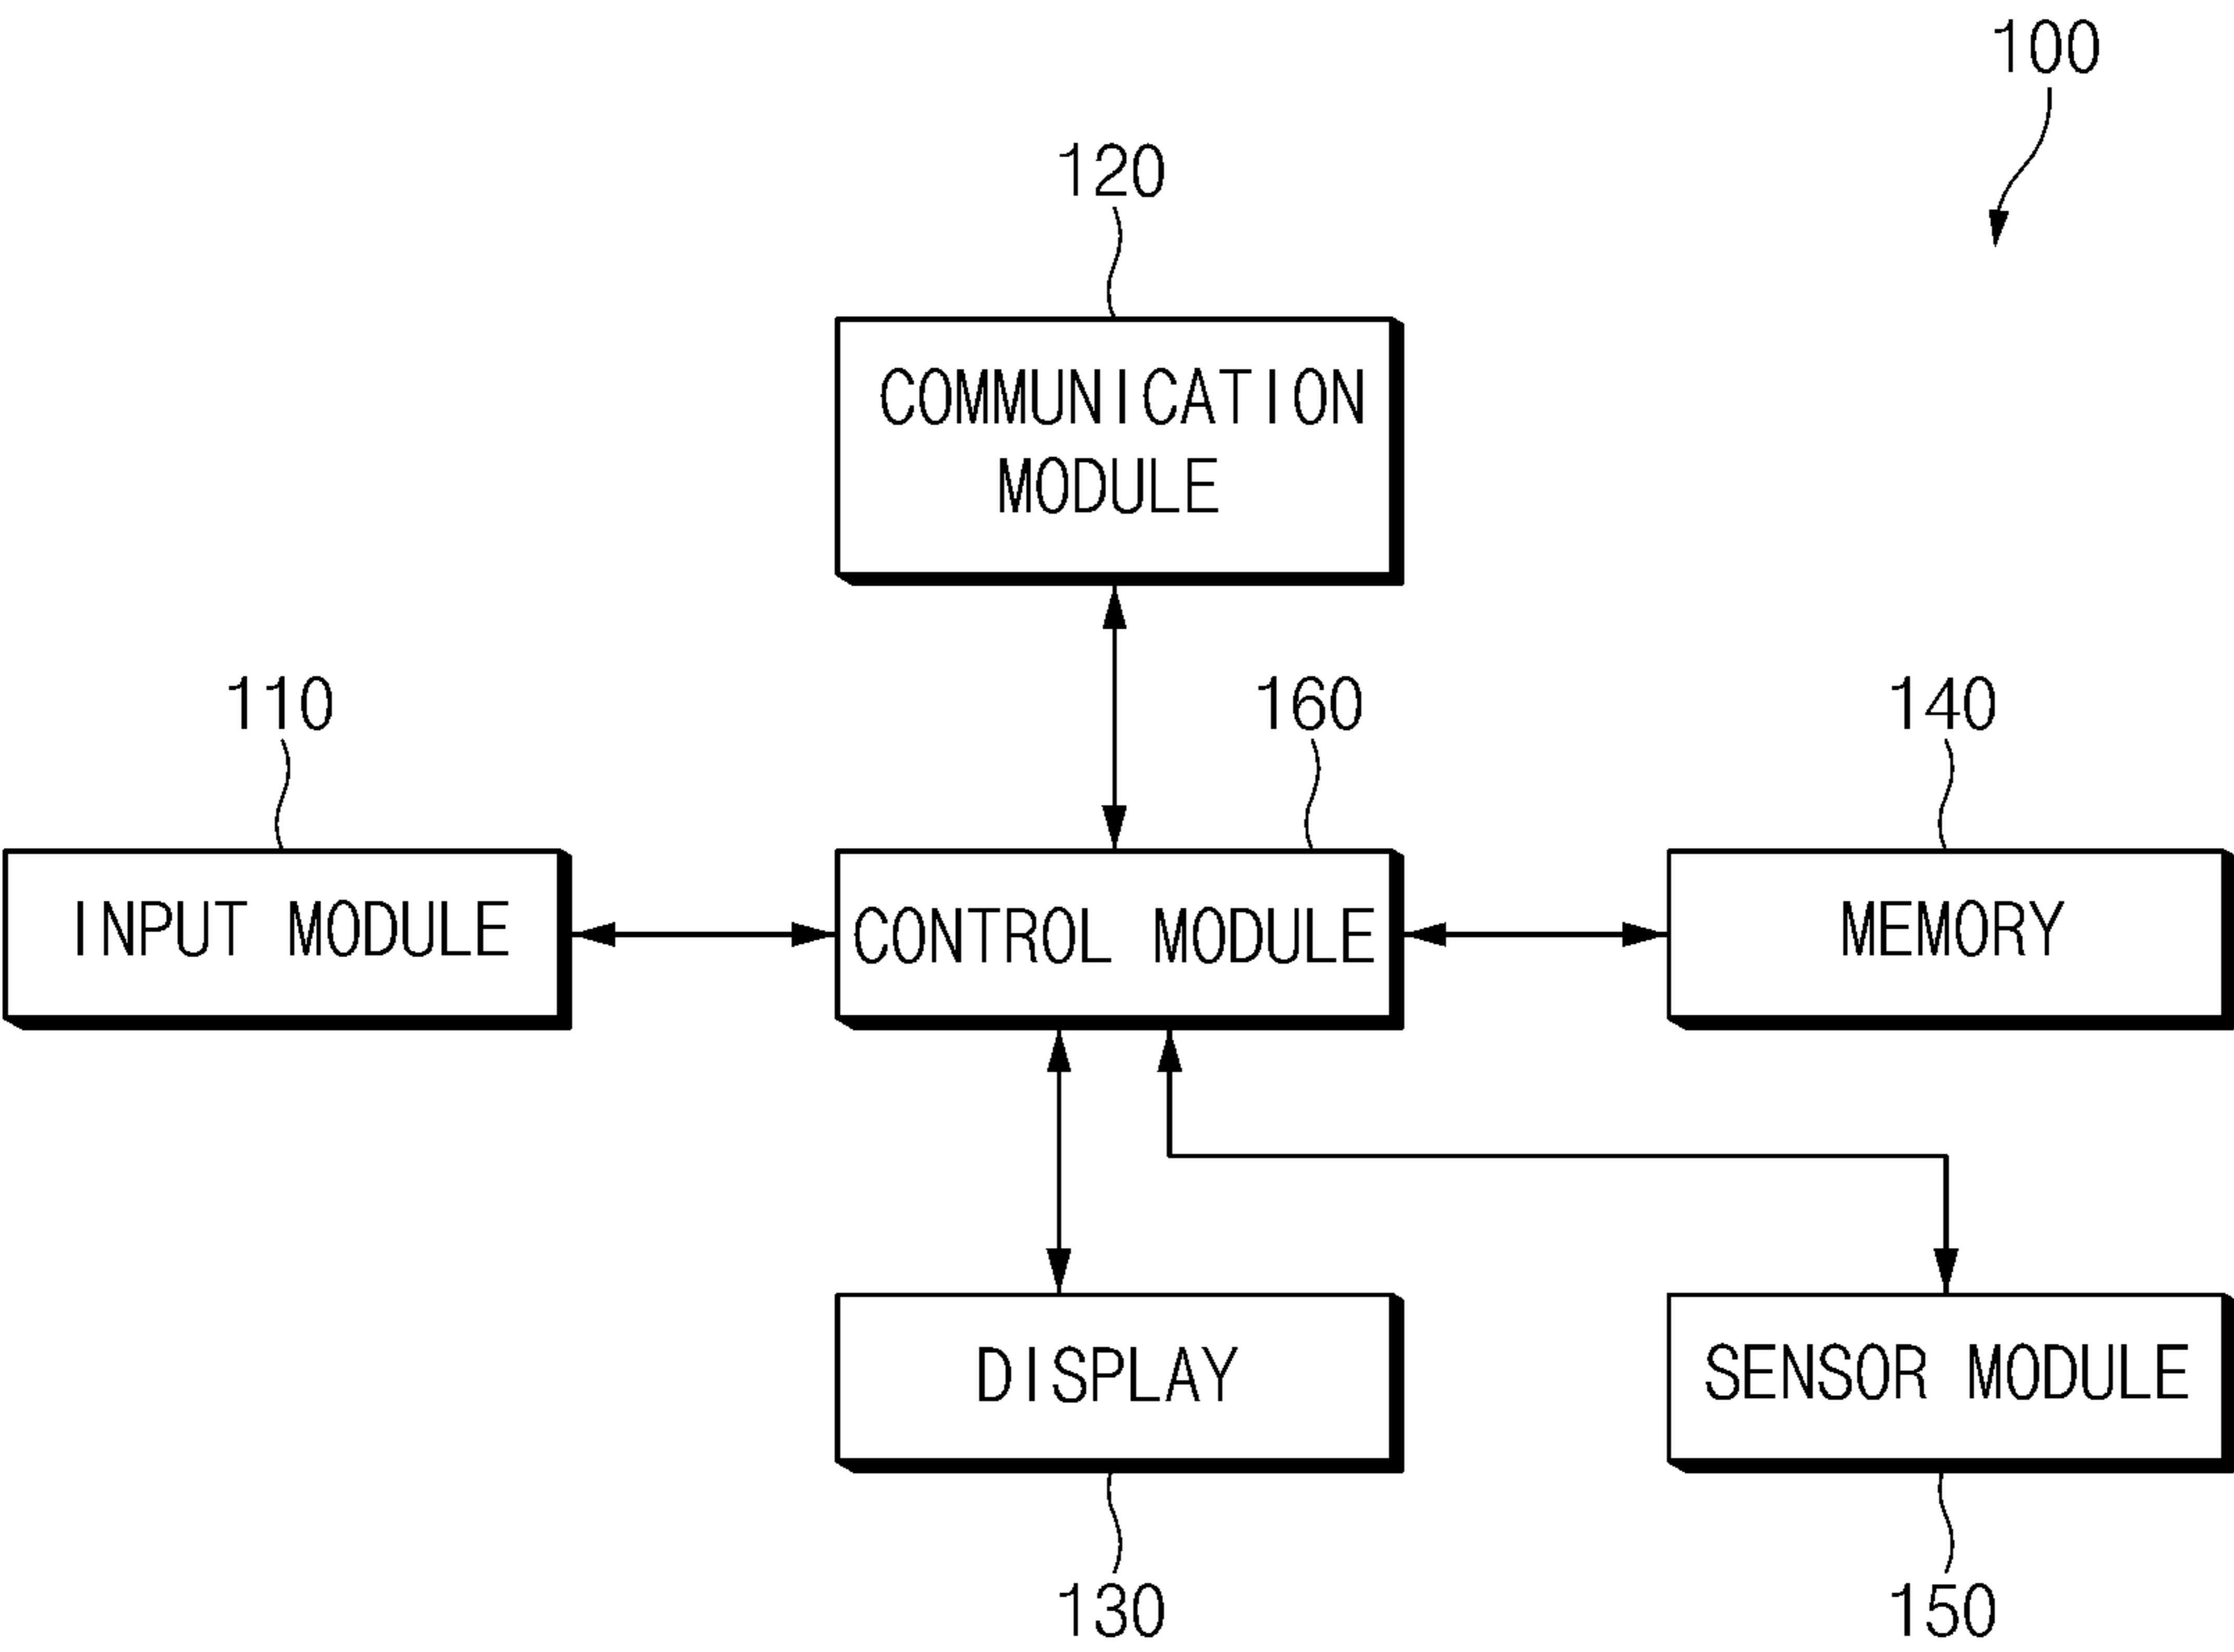 100
120
COMMUNICATION
MODULE
110
160
140
INPUT MODULE
CONTROL MODULE
MEMORY
DISPLAY
SENSOR MODULE
130
150